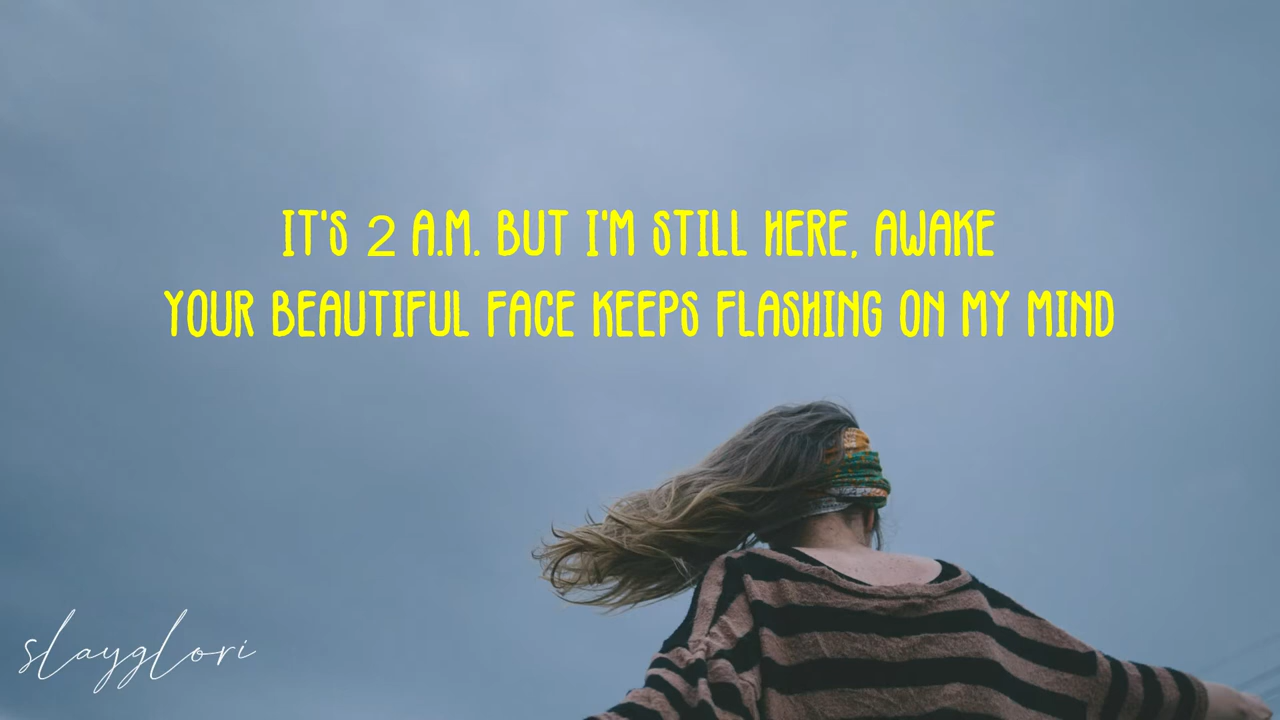 IT'S 2 A.M. BUT I'M STILL HERE, AWAKE
YOUR BEAUTIFUL FACE KEEPS FLASHING ON MY MIND
slayglori